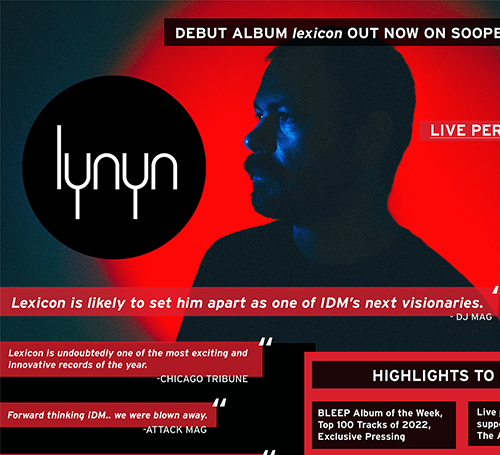 DEBUT ALBUM lexicon OUT NOW ON SOOPE
lynyn
LIVE PER
Lexicon is likely to set him apart as one of IDM's next visionaries. “
- DJ MAG
Lexicon is undoubtedly one of the most exciting and “
innovative records of the year.
-CHICAGO TRIBUNE
Forward thinking IDM.. we were blown away. “
-ATTACK MAG
HIGHLIGHTS TO
BLEEP Album of the Week,
Top 100 Tracks of 2022,
Exclusive Pressing
Live p
suppo
The A